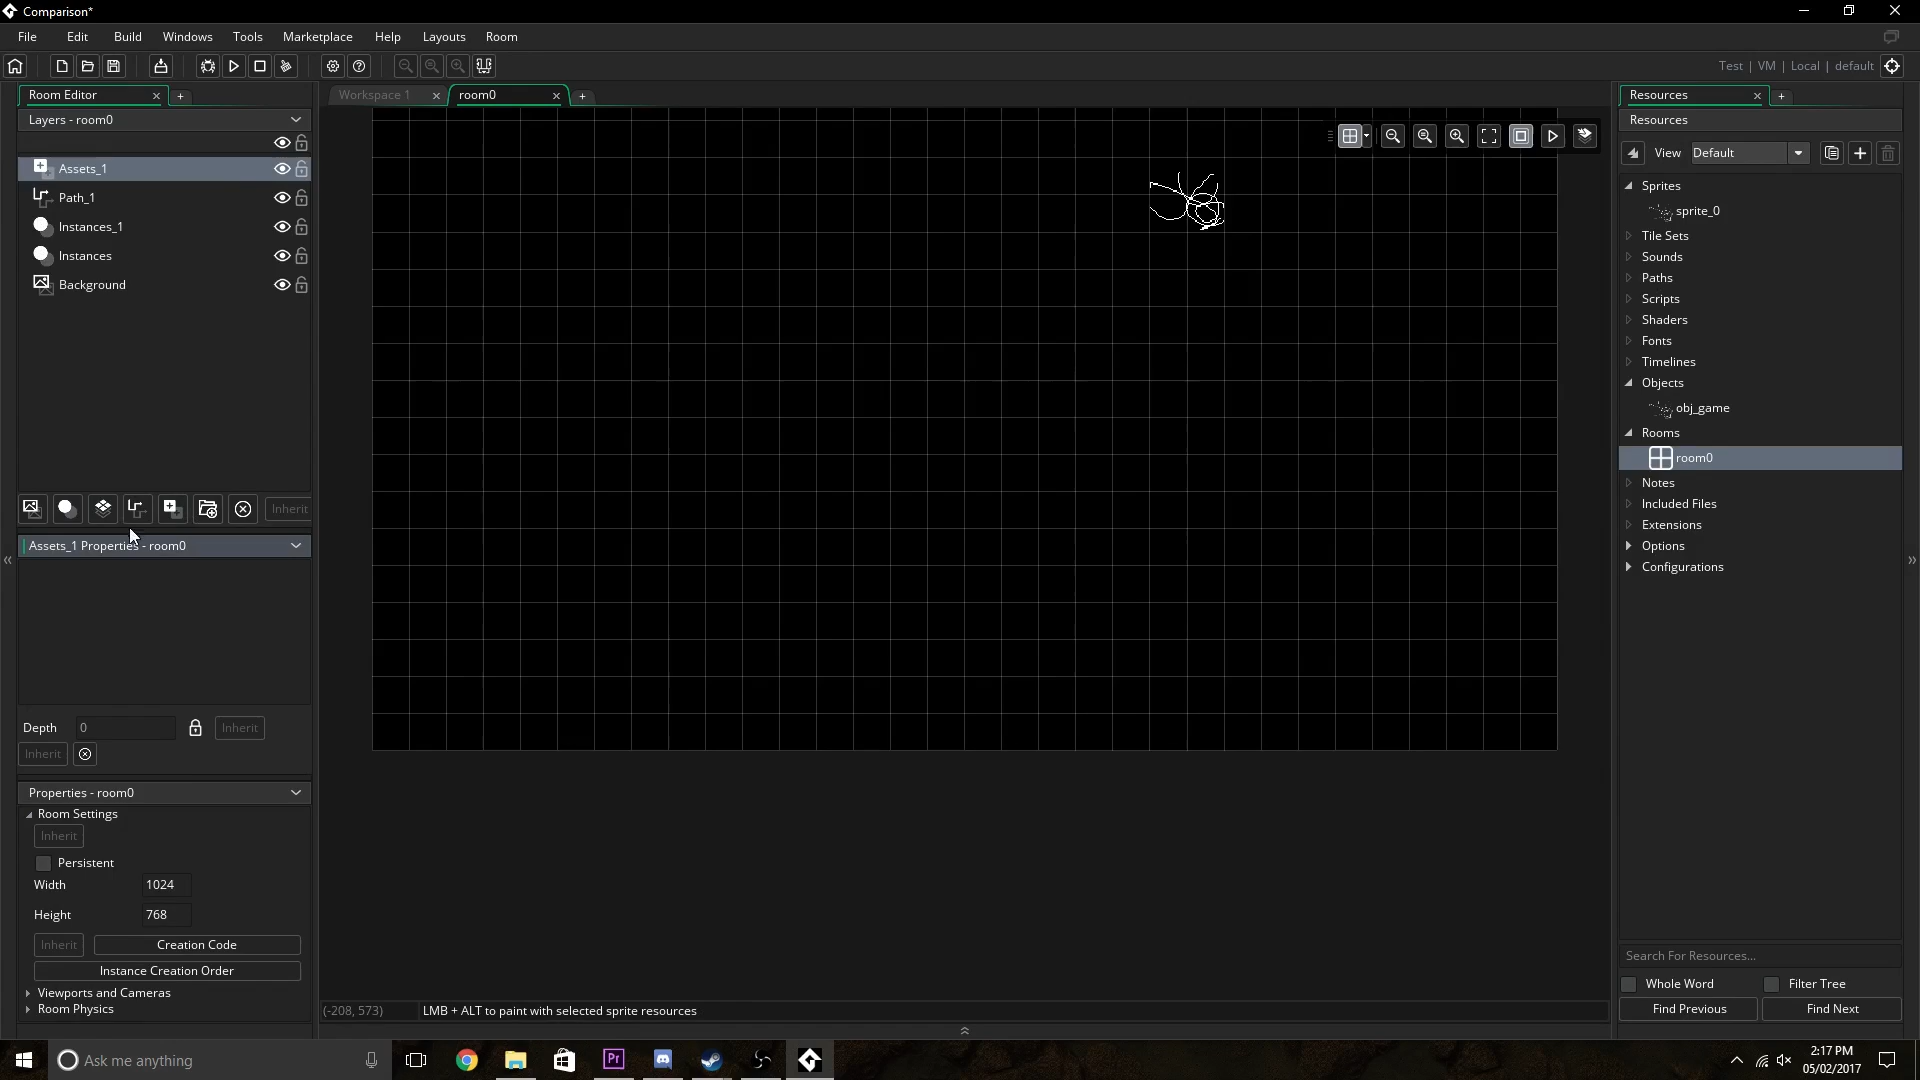 Comparison*
File Edit Build Windows Tools Marketplace Help Layouts Room
Test | VM | Local | default
Room Editor
Layers - room0
Assets_1
Path_1
Instances_1
Instances
Background
Inherit
Assets_1 Properties - room0
Depth 0 Inherit
Inherit
Properties - room0
Room Settings
Inherit
Persistent
Width 1024
Height 768
Inherit Creation Code
Instance Creation Order
Viewports and Cameras
Room Physics
Workspace 1
room0
(-208, 573) LMB + ALT to paint with selected sprite resources
Resources
Resources
View Default
Sprites
sprite_0
Tile Sets
Sounds
Paths
Scripts
Shaders
Fonts
Timelines
Objects
obj_game
Rooms
room0
Notes
Included Files
Extensions
Options
Configurations
Search For Resources...
Whole Word Filter Tree
Find Previous Find Next
Ask me anything
Pr
2:17 PM
05/02/2017